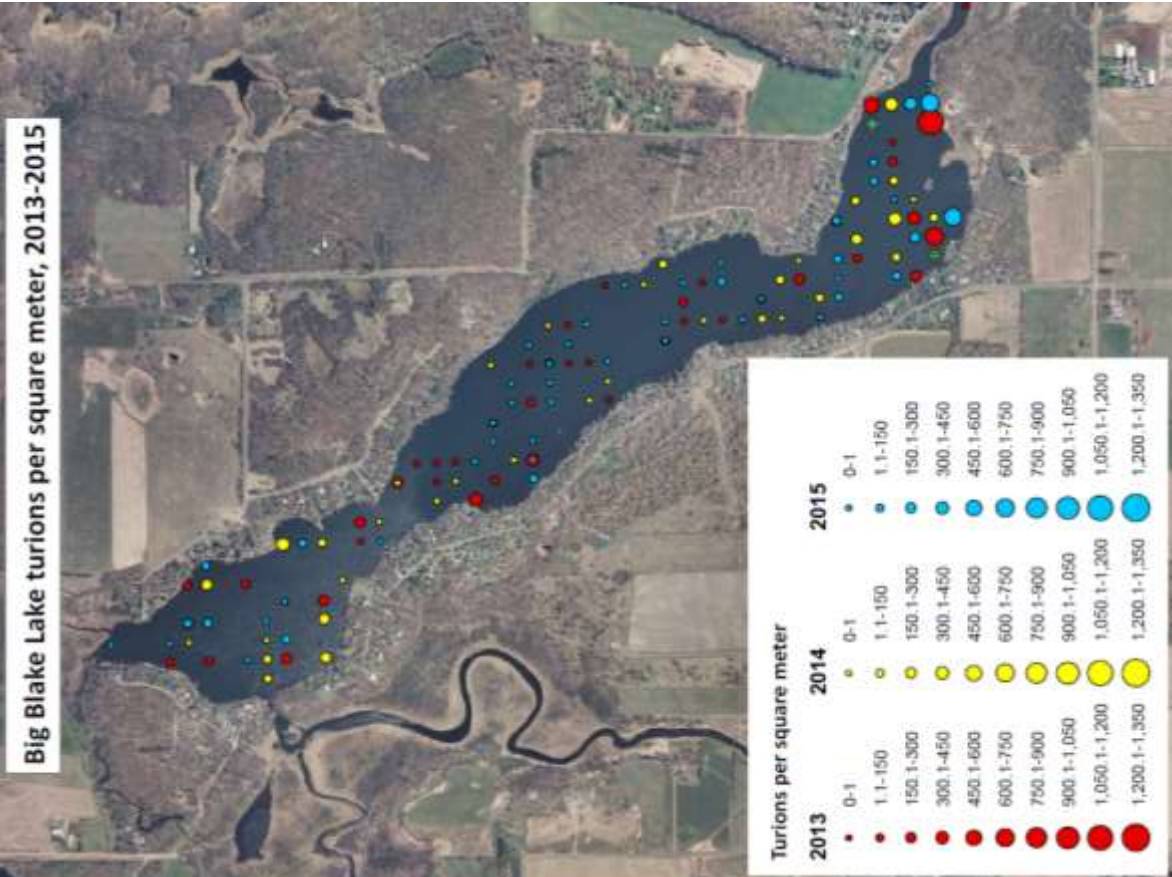 Big Blake Lake turions per square meter, 2013-2015
Turions per square meter
2013 2014 2015
0-1 0-1 0-1
1.1-150 1.1-150 1.1-150
150.1-300 150.1-300 150.1-300
300.1-450 300.1-450 300.1-450
450.1-600 450.1-600 450.1-600
600.1-750 600.1-750 600.1-750
750.1-900 750.1-900 750.1-900
900.1-1,050 900.1-1,050 900.1-1,050
1,050.1-1,200 1,050.1-1,200 1,050.1-1,200
1,200.1-1,350 1,200.1-1,350 1,200.1-1,350